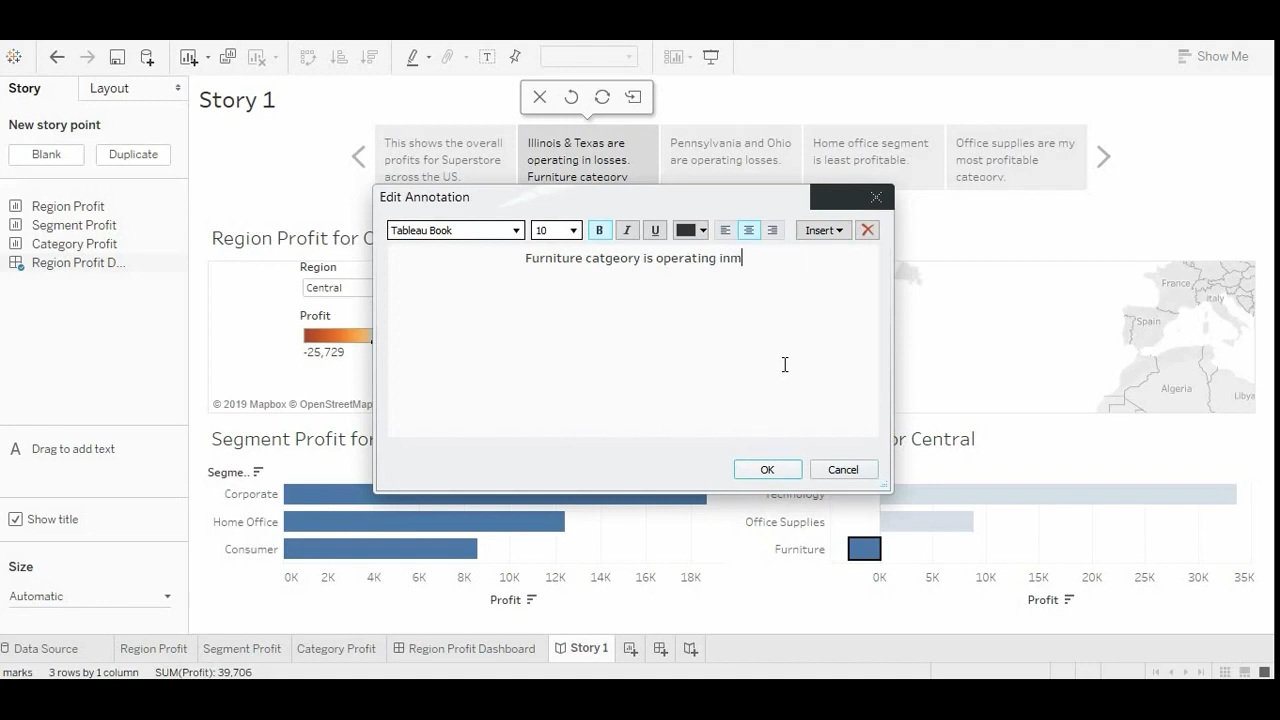 Show Me
Story
Layout
New story point
Blank
Duplicate
Region Profit
Segment Profit
Category Profit
Region Profit D...
A Drag to add text
Show title
Size
Automatic
Story 1
This shows the overall
profits for Superstore
across the US.
Illinois & Texas are
operating in losses.
Furniture category
Pennsylvania and Ohio
are operating losses.
Home office segment
is least profitable.
Office supplies are my
most profitable
category.
Edit Annotation
Tableau Book
10
B I U
Insert
Furniture catgeory is operating inm
OK
Cancel
Region Profit for C
Region
Central
Profit
-25,729
© 2019 Mapbox © OpenStreetMap
France
Italy
Spain
Algeria
Libya
Segment Profit for
Segme..
Corporate
Home Office
Consumer
0K 2K 4K 6K 8K 10K 12K 14K 16K 18K
Profit
or Central
Technology
Office Supplies
Furniture
0K 5K 10K 15K 20K 25K 30K 35K
Profit
Data Source
Region Profit
Segment Profit
Category Profit
Region Profit Dashboard
Story 1
marks 3 rows by 1 column SUM(Profit): 39,706